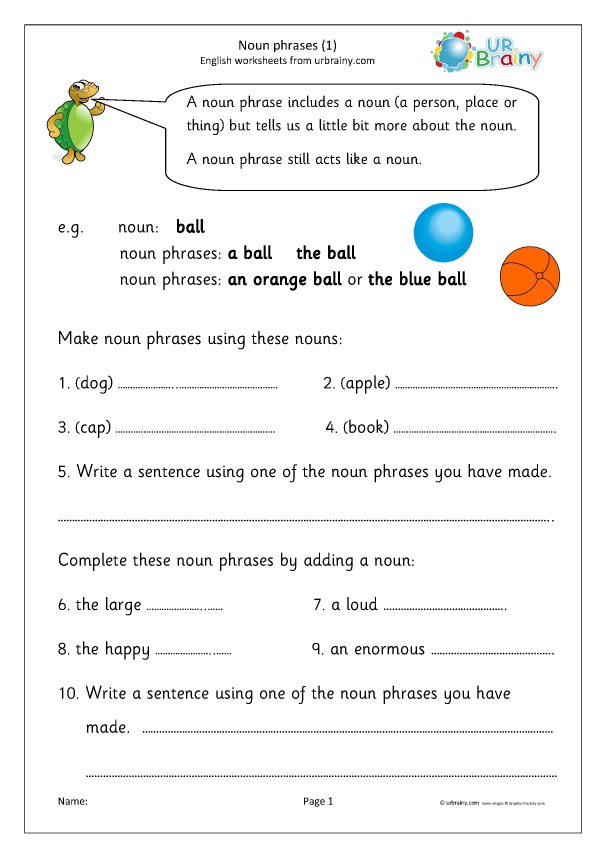 Noun phrases (1)
English worksheets from urbrainy.com
UR
Brainy
A noun phrase includes a noun (a person, place or
thing) but tells us a little bit more about the noun.
A noun phrase still acts like a noun.
e.g. noun: ball
noun phrases: a ball the ball
noun phrases: an orange ball or the blue ball
Make noun phrases using these nouns:
1. (dog) ........................................ 2. (apple) ........................................
3. (cap) ........................................ 4. (book) ........................................
5. Write a sentence using one of the noun phrases you have made.
........................................................................................................................
Complete these noun phrases by adding a noun:
6. the large ........................ 7. a loud ...............................
8. the happy ........................ 9. an enormous ...............................
10. Write a sentence using one of the noun phrases you have
made. ........................................................................................................
........................................................................................................................
Name: Page 1 © urbrainy.com Some images © GraphicsFactory.com